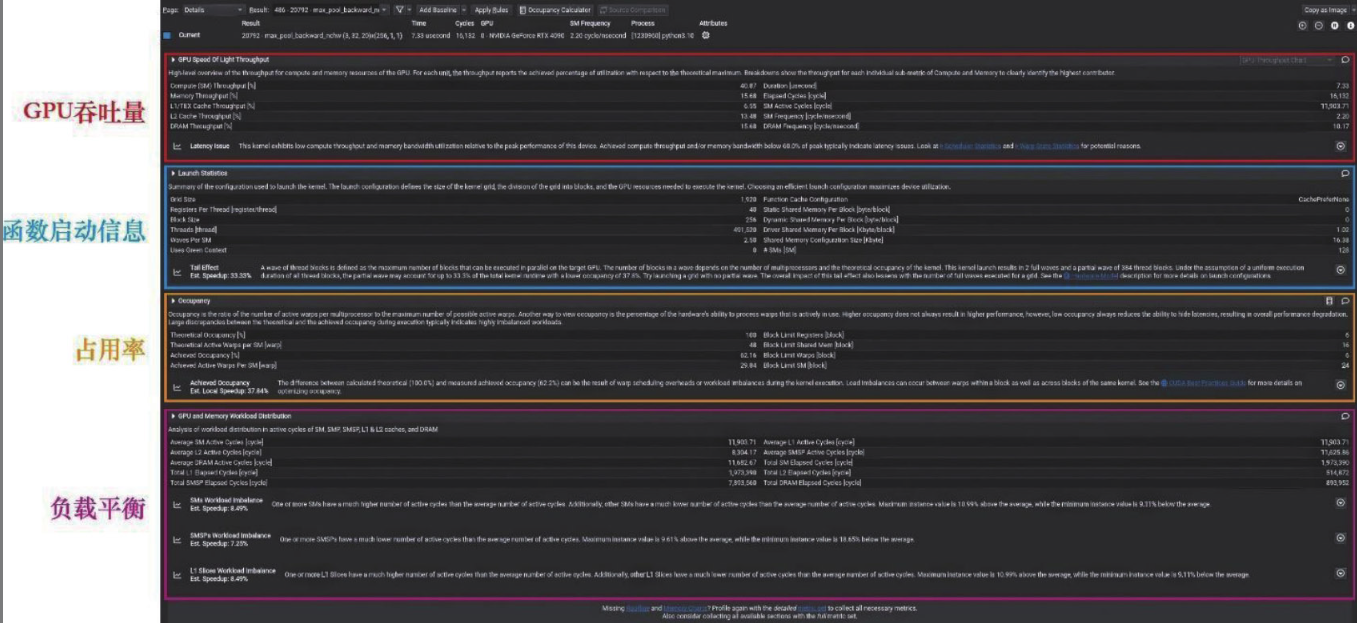 Page: Details Result: 486 - 20792 - max_pool_backward_n Add Baseline Apply Rules Occupancy Calculator Source Comparison Copy as Image
Result Time Cycles GPU SM Frequency Process Attributes
Current 20792 - max_pool_backward_nchw (3, 32, 20)x(256, 1, 1) 7.33 usecond 16,132 0 - NVIDIA GeForce RTX 4090 2.20 cycle/nsecond [1230960] python3.10
GPU吞吐量
GPU Speed Of Light Throughput GPU Throughput Chart
High-level overview of the throughput for compute and memory resources of the GPU. For each unit, the throughput reports the achieved percentage of utilization with respect to the theoretical maximum. Breakdowns show the throughput for each individual sub-metric of Compute and Memory to clearly identify the highest contributor.
Compute (SM) Throughput [%] 40.87 Duration [usecond] 7.33
Memory Throughput [%] 15.68 Elapsed Cycles [cycle] 16,132
L1/TEX Cache Throughput [%] 6.55 SM Active Cycles [cycle] 11,903.71
L2 Cache Throughput [%] 13.48 SM Frequency [cycle/nsecond] 2.20
DRAM Throughput [%] 15.68 DRAM Frequency [cycle/nsecond] 10.17
Latency Issue This kernel exhibits low compute throughput and memory bandwidth utilization relative to the peak performance of this device. Achieved compute throughput and/or memory bandwidth below 60.0% of peak typically indicate latency issues. Look at Scheduler Statistics and Warp State Statistics for potential reasons.
函数启动信息
Launch Statistics
Summary of the configuration used to launch the kernel. The launch configuration defines the size of the kernel grid, the division of the grid into blocks, and the GPU resources needed to execute the kernel. Choosing an efficient launch configuration maximizes device utilization.
Grid Size 1,920 Function Cache Configuration CachePreferNone
Registers Per Thread [register/thread] 40 Static Shared Memory Per Block [byte/block] 0
Block Size 256 Dynamic Shared Memory Per Block [byte/block] 0
Threads [thread] 491,520 Driver Shared Memory Per Block [Kbyte/block] 1.02
Waves Per SM 2.50 Shared Memory Configuration Size [Kbyte] 16.38
Uses Green Context 0 # SMs [SM] 128
Tail Effect A wave of thread blocks is defined as the maximum number of blocks that can be executed in parallel on the target GPU. The number of blocks in a wave depends on the number of multiprocessors and the theoretical occupancy of the kernel. This kernel launch results in 2 full waves and a partial wave of 384 thread blocks. Under the assumption of a uniform execution
Est. Speedup: 33.33% duration of all thread blocks, the partial wave may account for up to 33.3% of the total kernel runtime with a lower occupancy of 37.8%. Try launching a grid with no partial wave. The overall impact of this tail effect also lessens with the number of full waves executed for a grid. See the Hardware Model description for more details on launch configurations.
占用率
Occupancy
Occupancy is the ratio of the number of active warps per multiprocessor to the maximum number of possible active warps. Another way to view occupancy is the percentage of the hardware's ability to process warps that is actively in use. Higher occupancy does not always result in higher performance, however, low occupancy always reduces the ability to hide latencies, resulting in overall performance degradation.
Large discrepancies between the theoretical and the achieved occupancy during execution typically indicates highly imbalanced workloads.
Theoretical Occupancy [%] 100 Block Limit Registers [block] 6
Theoretical Active Warps per SM [warp] 48 Block Limit Shared Mem [block] 16
Achieved Occupancy [%] 62.16 Block Limit Warps [block] 6
Achieved Active Warps Per SM [warp] 29.84 Block Limit SM [block] 24
Achieved Occupancy The difference between calculated theoretical (100.0%) and measured achieved occupancy (62.2%) can be the result of warp scheduling overheads or workload imbalances during the kernel execution. Load imbalances can occur between warps within a block as well as across blocks of the same kernel. See the CUDA Best Practices Guide for more details on
Est. Local Speedup: 37.84% optimizing occupancy.
负载平衡
GPU and Memory Workload Distribution
Analysis of workload distribution in active cycles of SM, SMP, SMSP, L1 & L2 caches, and DRAM
Average SM Active Cycles [cycle] 11,903.71 Average L1 Active Cycles [cycle] 11,903.71
Average L2 Active Cycles [cycle] 8,304.17 Average SMSP Active Cycles [cycle] 11,625.86
Average DRAM Active Cycles [cycle] 11,682.67 Total SM Elapsed Cycles [cycle] 1,973,390
Total L1 Elapsed Cycles [cycle] 1,973,390 Total L2 Elapsed Cycles [cycle] 514,872
Total SMSP Elapsed Cycles [cycle] 7,893,560 Total DRAM Elapsed Cycles [cycle] 893,952
SMs Workload Imbalance One or more SMs have a much higher number of active cycles than the average number of active cycles. Additionally, other SMs have a much lower number of active cycles than the average number of active cycles. Maximum instance value is 10.99% above the average, while the minimum instance value is 9.11% below the average.
Est. Speedup: 8.49%
SMSPs Workload Imbalance One or more SMSPs have a much lower number of active cycles than the average number of active cycles. Maximum instance value is 9.61% above the average, while the minimum instance value is 18.65% below the average.
Est. Speedup: 7.25%
L1 Slices Workload Imbalance One or more L1 Slices have a much higher number of active cycles than the average number of active cycles. Additionally, other L1 Slices have a much lower number of active cycles than the average number of active cycles. Maximum instance value is 10.99% above the average, while the minimum instance value is 9.11% below the average.
Est. Speedup: 8.49%
Missing Roofline and Memory Charts? Profile again with the detailed metric set to collect all necessary metrics.
Also consider collecting all available sections with the full metric set.